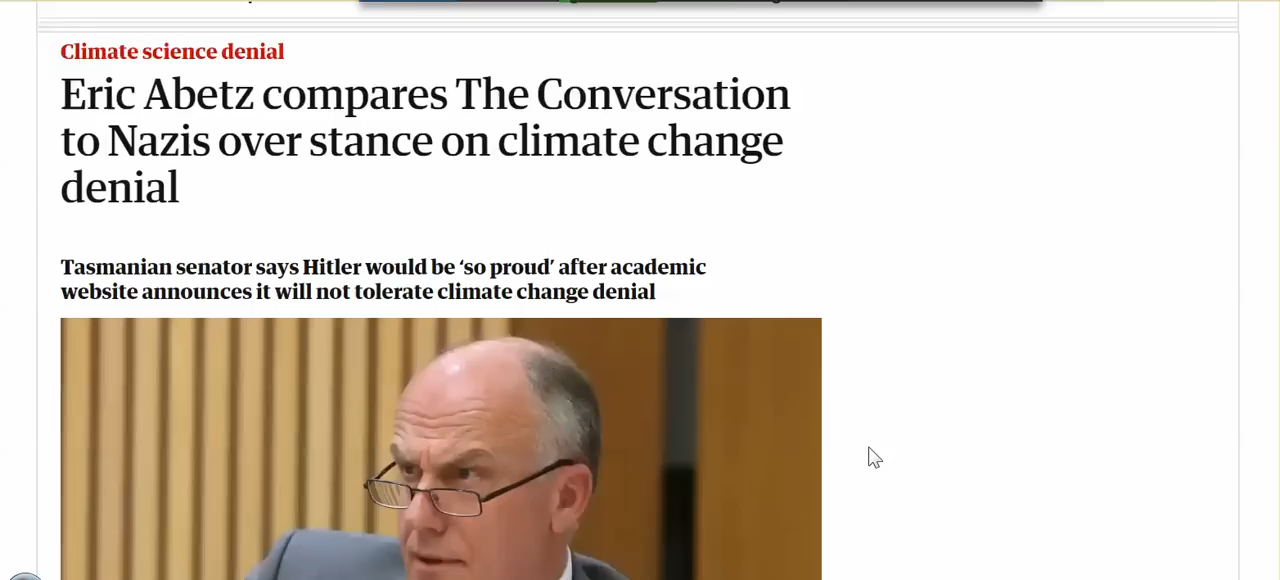 Climate science denial
Eric Abetz compares The Conversation
to Nazis over stance on climate change
denial
Tasmanian senator says Hitler would be ‘so proud’ after academic
website announces it will not tolerate climate change denial